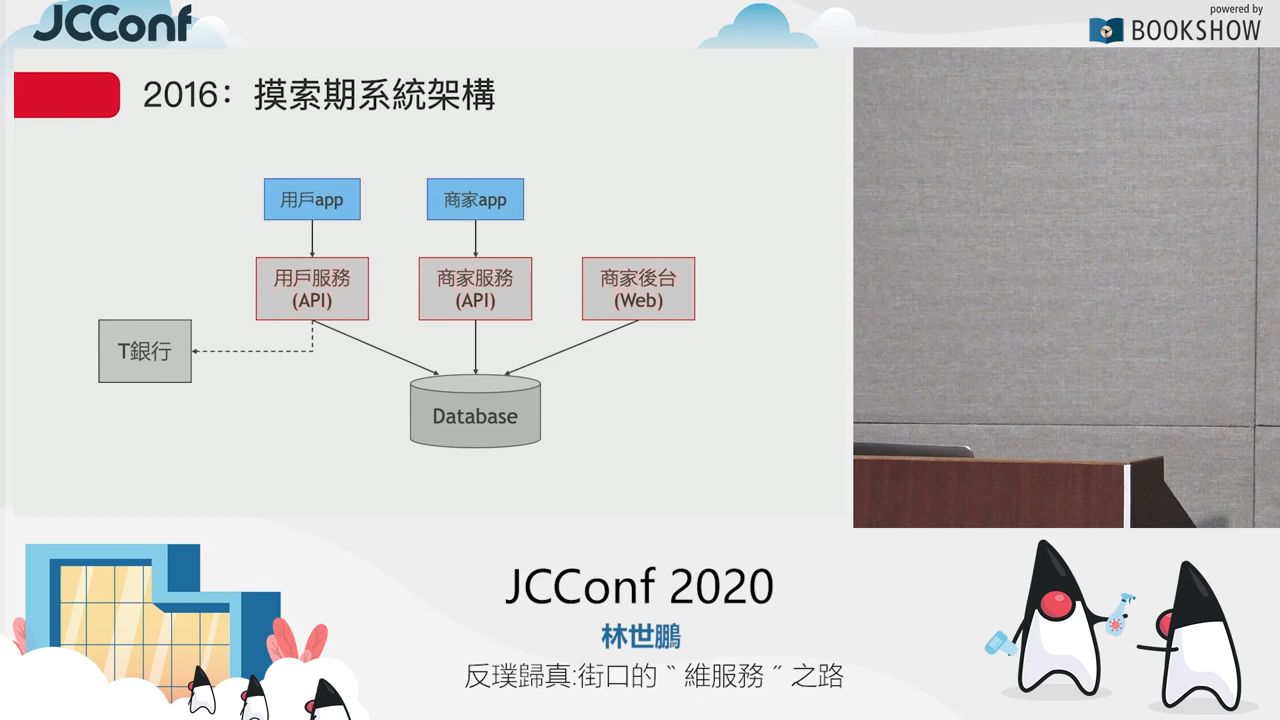 JCConf
powered by
BOOKSHOW
2016：摸索期系統架構
用戶app
商家app
用戶服務
(API)
商家服務
(API)
商家後台
(Web)
T銀行
Database
JCConf 2020
林世鵬
反璞歸真:街口的〝維服務〞之路